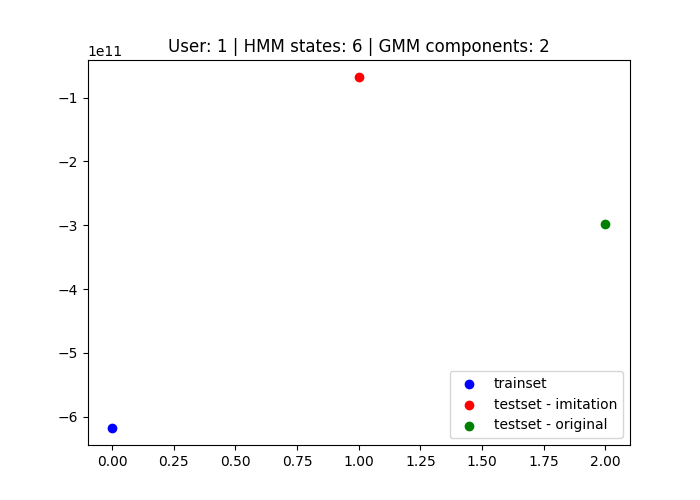 User: 1 | HMM states: 6 | GMM components: 2
1e11
−1
−2
−3
−4
−5
−6
0.00 0.25 0.50 0.75 1.00 1.25 1.50 1.75 2.00
trainset
testset - imitation
testset - original